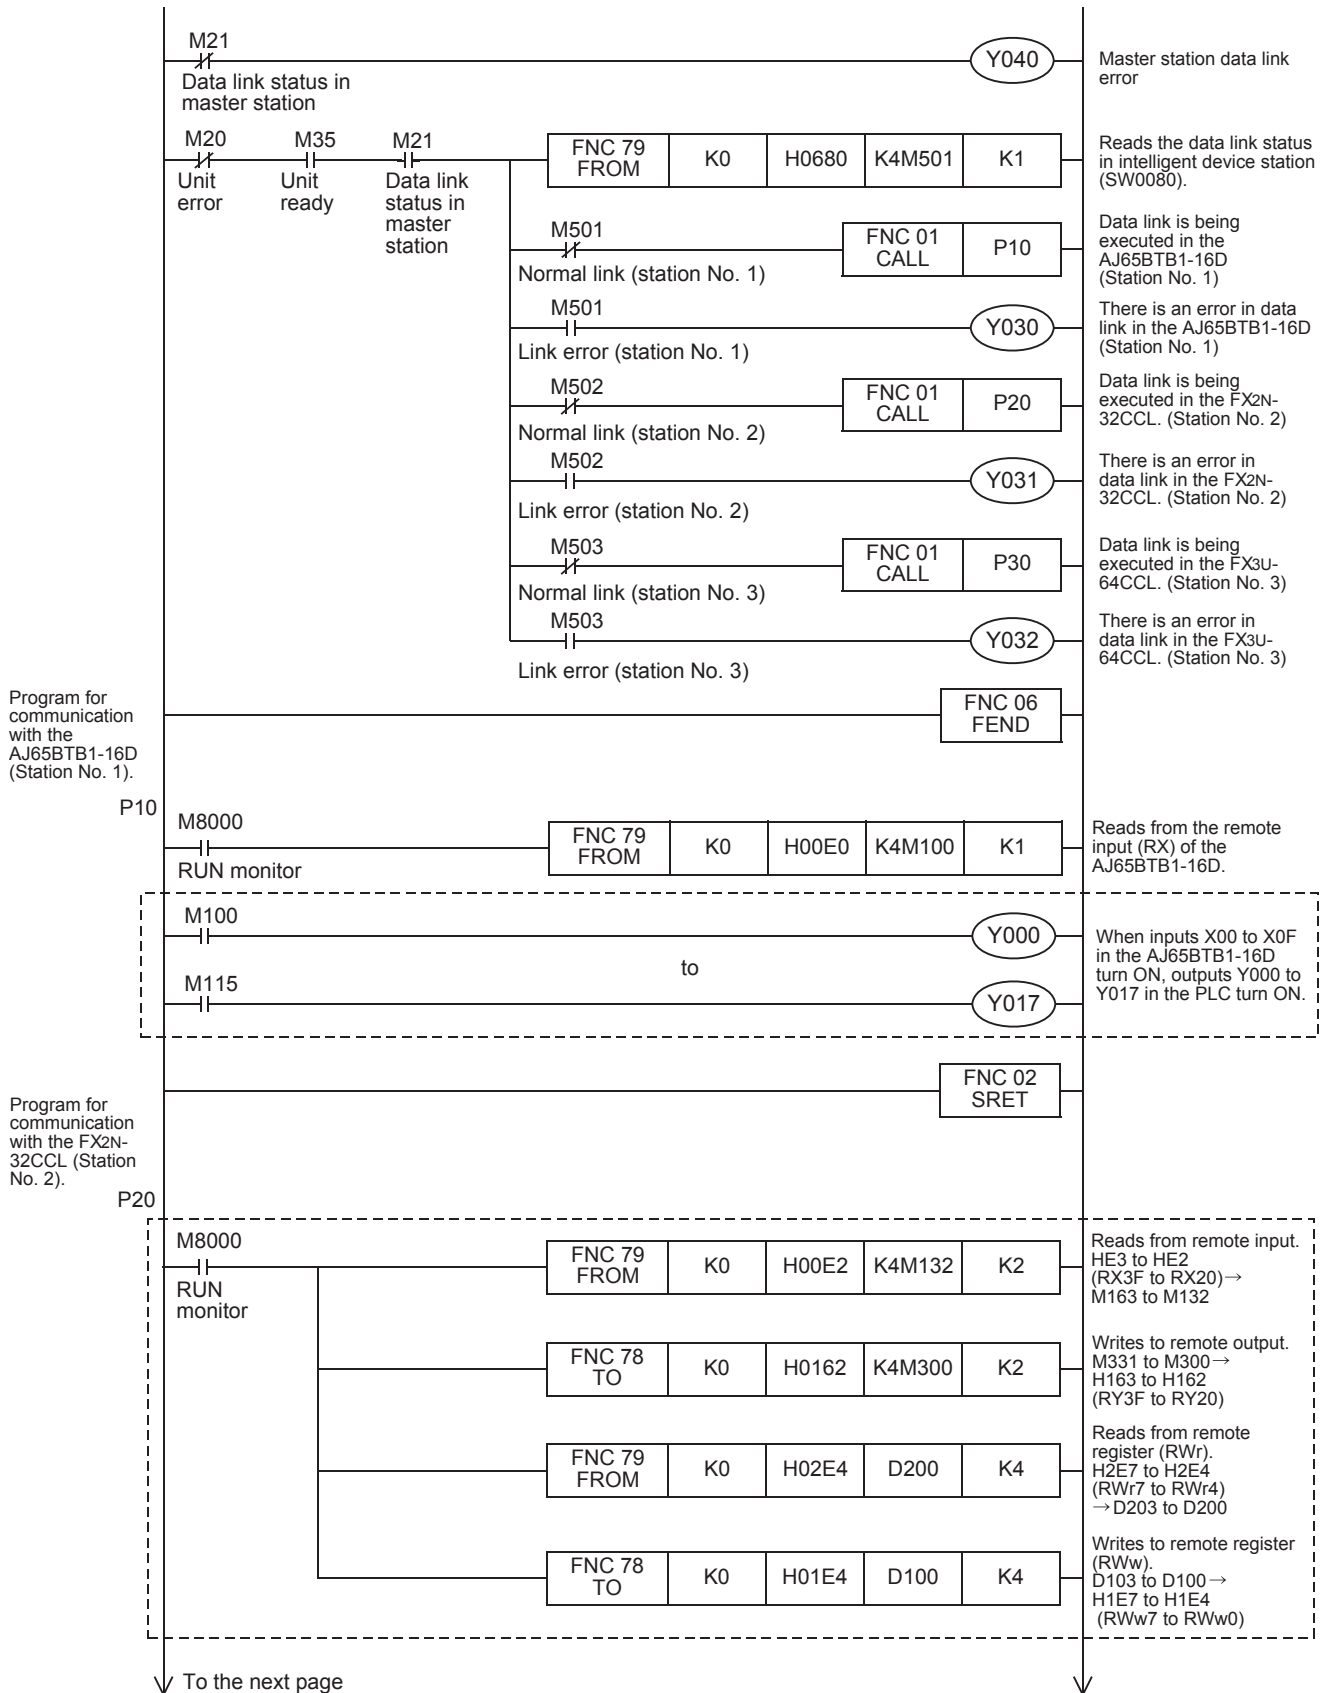 M21
Data link status in
master station
Y040
Master station data link
error
M20
M35
M21
Unit
error
Unit
ready
Data link
status in
master
station
FNC 79
FROM
K0
H0680
K4M501
K1
Reads the data link status
in intelligent device station
(SW0080).
M501
Normal link (station No. 1)
FNC 01
CALL
P10
Data link is being
executed in the
AJ65BTB1-16D
(Station No. 1)
M501
Link error (station No. 1)
Y030
There is an error in data
link in the AJ65BTB1-16D
(Station No. 1)
M502
Normal link (station No. 2)
FNC 01
CALL
P20
Data link is being
executed in the FX2N-
32CCL. (Station No. 2)
M502
Link error (station No. 2)
Y031
There is an error in
data link in the FX2N-
32CCL. (Station No. 2)
M503
Normal link (station No. 3)
FNC 01
CALL
P30
Data link is being
executed in the FX3U-
64CCL. (Station No. 3)
M503
Link error (station No. 3)
Y032
There is an error in
data link in the FX3U-
64CCL. (Station No. 3)
Program for
communication
with the
AJ65BTB1-16D
(Station No. 1).
FNC 06
FEND
P10
M8000
RUN monitor
FNC 79
FROM
K0
H00E0
K4M100
K1
Reads from the remote
input (RX) of the
AJ65BTB1-16D.
M100
Y000
to
M115
Y017
When inputs X00 to X0F
in the AJ65BTB1-16D
turn ON, outputs Y000 to
Y017 in the PLC turn ON.
FNC 02
SRET
Program for
communication
with the FX2N-
32CCL (Station
No. 2).
P20
M8000
RUN
monitor
FNC 79
FROM
K0
H00E2
K4M132
K2
Reads from remote input.
HE3 to HE2
(RX3F to RX20)→
M163 to M132
FNC 78
TO
K0
H0162
K4M300
K2
Writes to remote output.
M331 to M300→
H163 to H162
(RY3F to RY20)
FNC 79
FROM
K0
H02E4
D200
K4
Reads from remote
register (RWr).
H2E7 to H2E4
(RWr7 to RWr4)
→D203 to D200
FNC 78
TO
K0
H01E4
D100
K4
Writes to remote register
(RWw).
D103 to D100→
H1E7 to H1E4
(RWw7 to RWw0)
To the next page